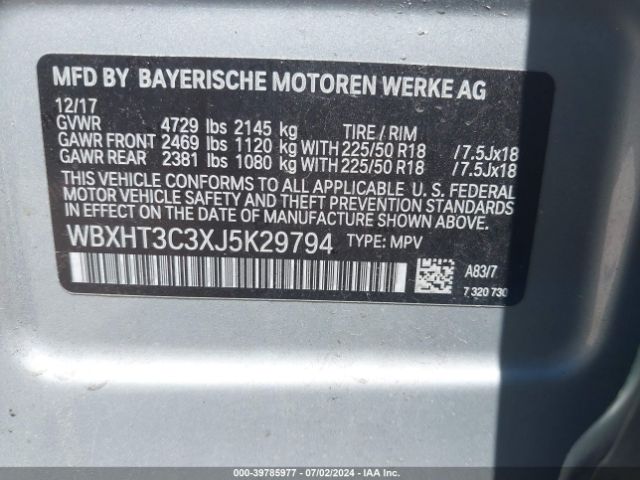 MFD BY BAYERISCHE MOTOREN WERKE AG
12/17
GVWR 4729 lbs 2145 kg TIRE / RIM
GAWR FRONT 2469 lbs 1120 kg WITH 225/50 R18 /7.5Jx18
GAWR REAR 2381 lbs 1080 kg WITH 225/50 R18 /7.5Jx18
THIS VEHICLE CONFORMS TO ALL APPLICABLE U. S. FEDERAL
MOTOR VEHICLE SAFETY, BUMPER, AND THEFT PREVENTION
STANDARDS IN EFFECT ON THE DATE OF MANUFACTURE SHOWN ABOVE.
WBXHT3C3XJ5K29794 TYPE: MPV
A83/7
7 320 730
000-39785977 - 07/02/2024 - IAA Inc.